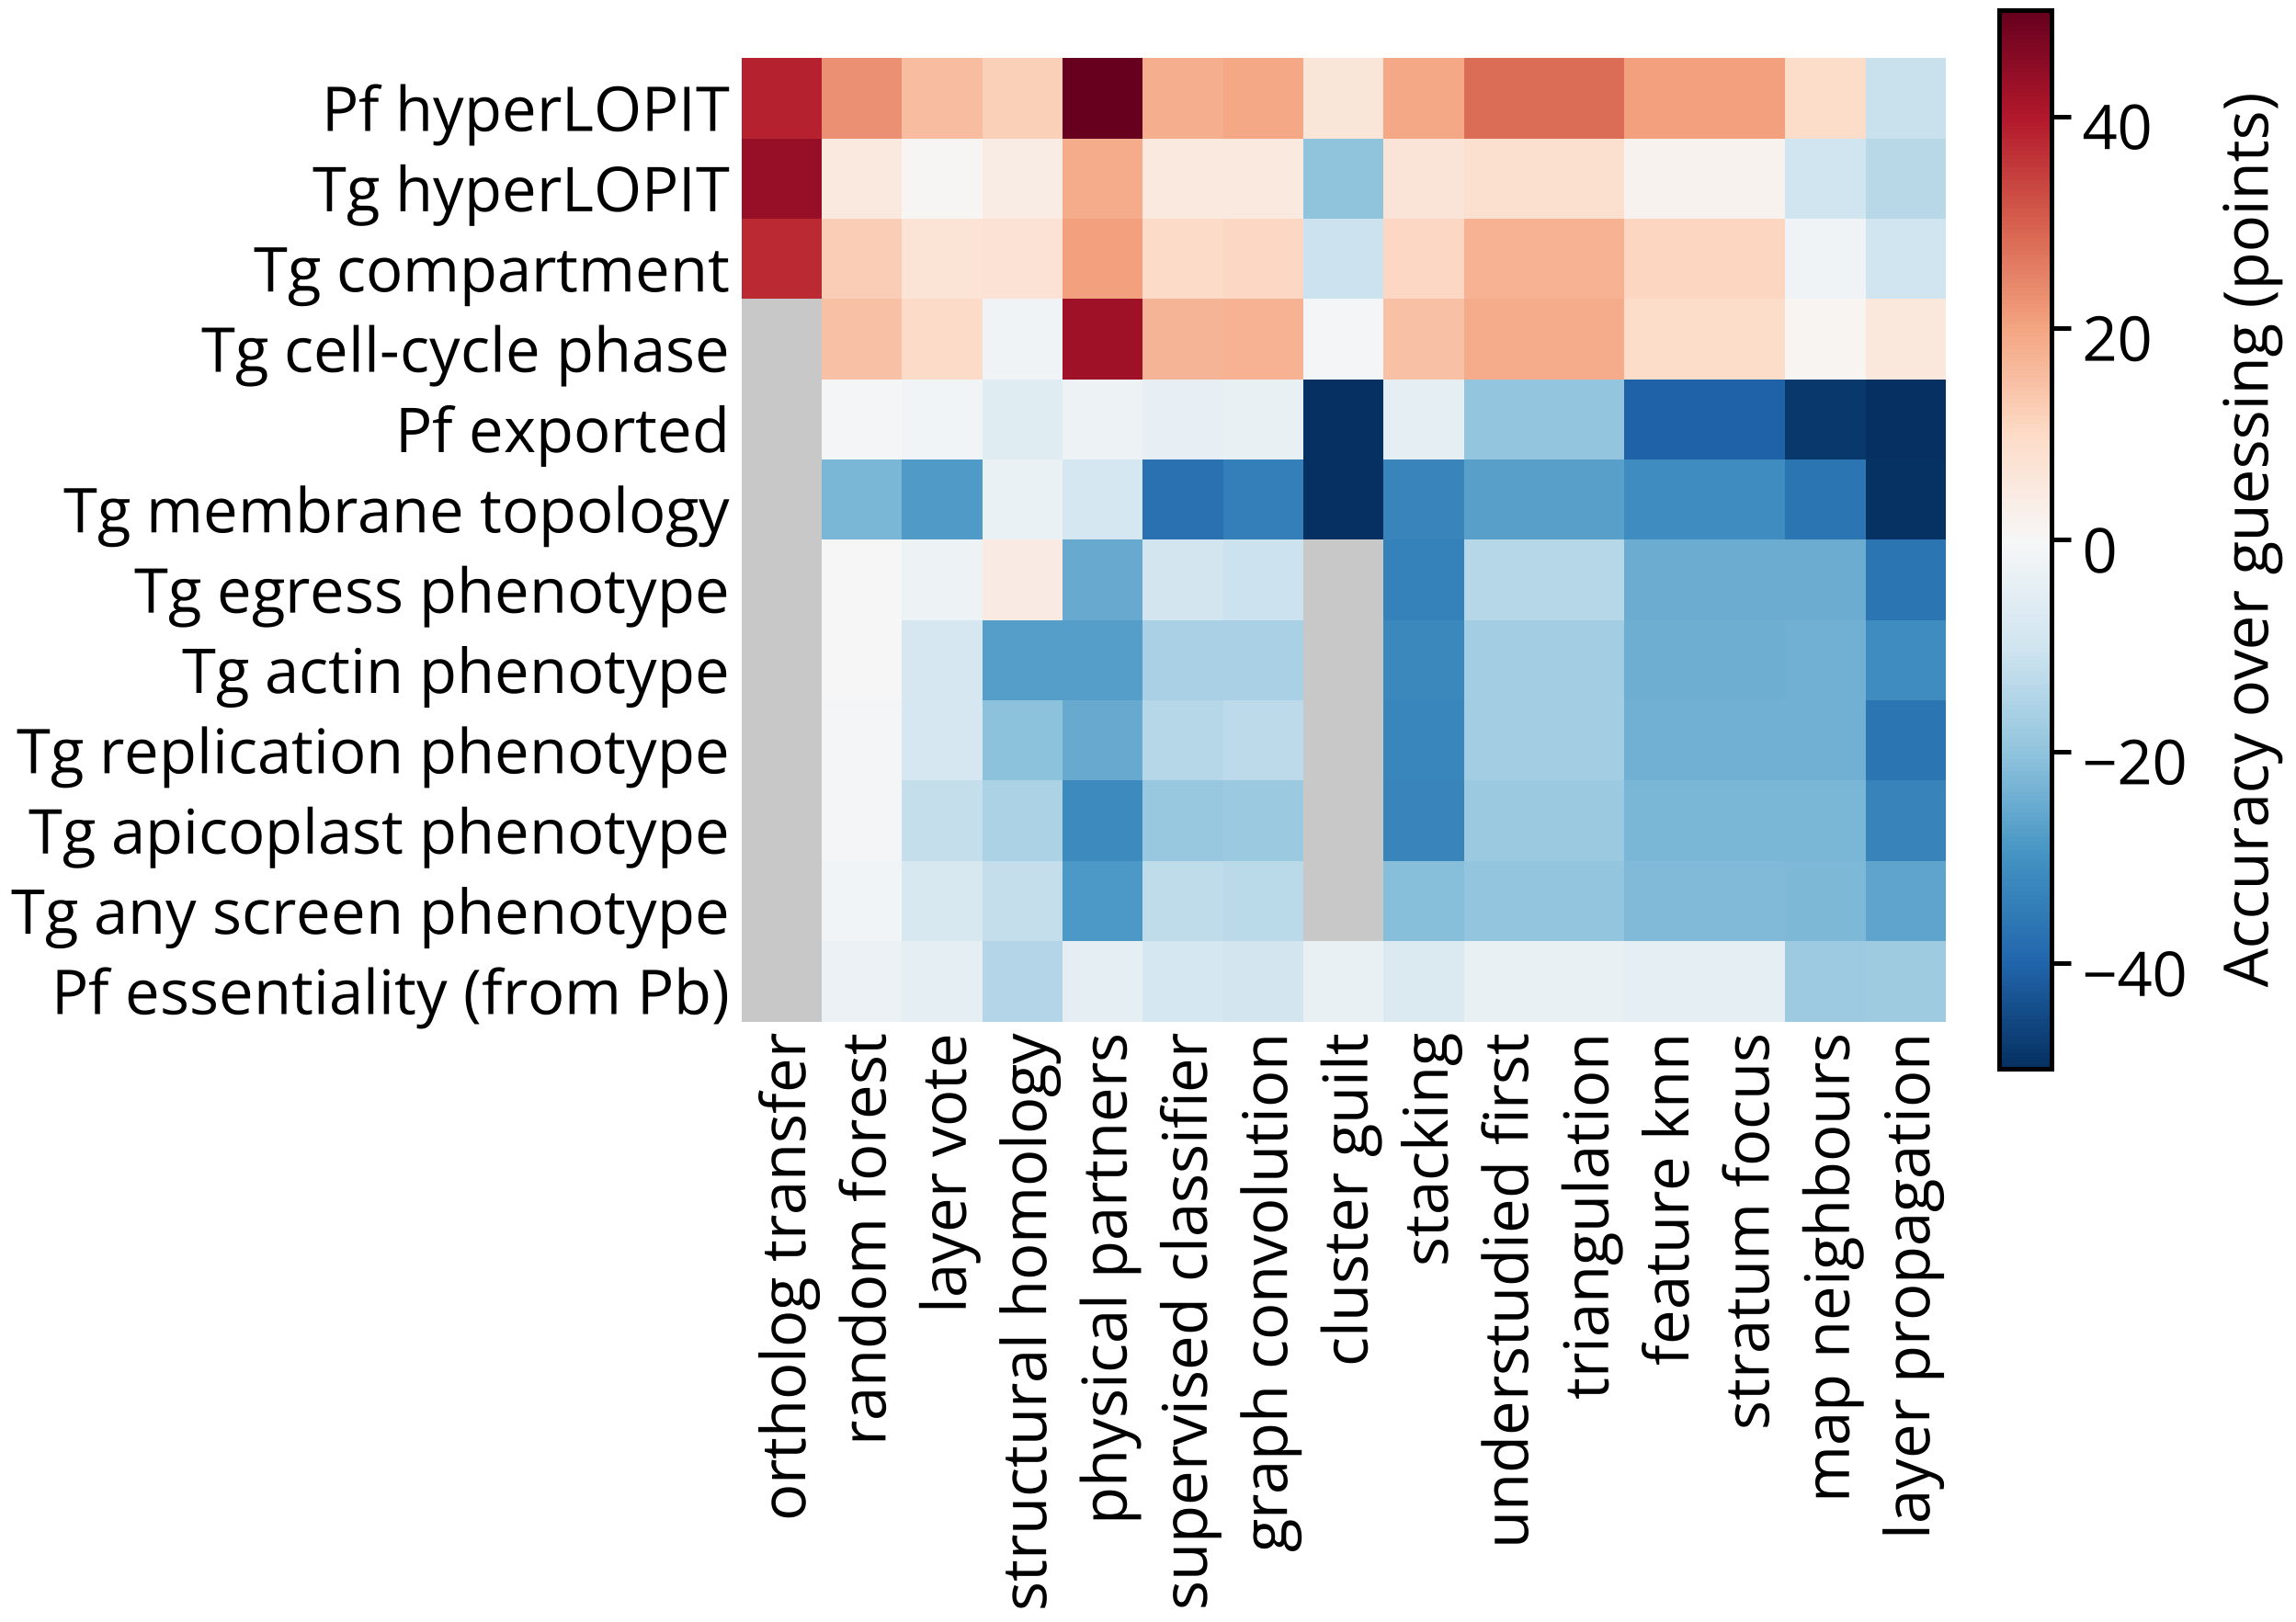 Pf hyperLOPIT
Tg hyperLOPIT
Tg compartment
Tg cell-cycle phase
Pf exported
Tg membrane topology
Tg egress phenotype
Tg actin phenotype
Tg replication phenotype
Tg apicoplast phenotype
Tg any screen phenotype
Pf essentiality (from Pb)
ortholog transfer
random forest
layer vote
structural homology
physical partners
supervised classifier
graph convolution
cluster guilt
stacking
understudied first
triangulation
feature knn
stratum focus
map neighbours
layer propagation
40
20
0
−20
−40
Accuracy over guessing (points)